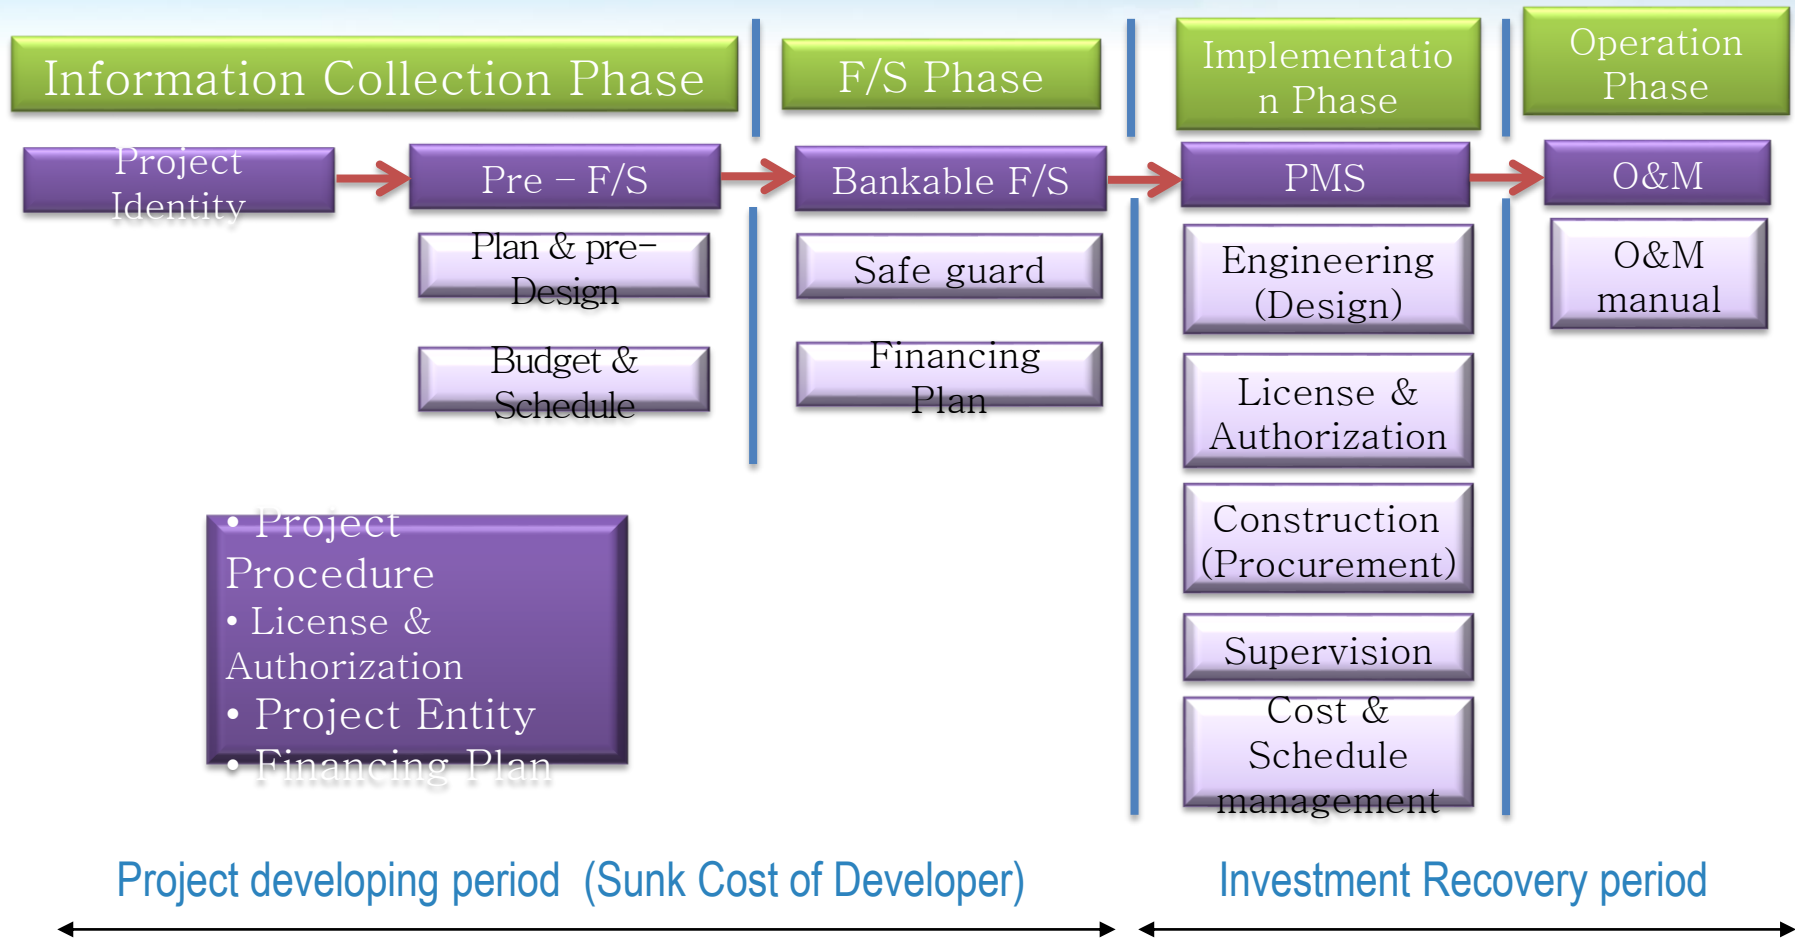 Information Collection Phase
F/S Phase
Implementatio
n Phase
Operation
Phase
Project
Identity
Pre – F/S
Bankable F/S
PMS
O&M
Plan & pre-
Design
Budget &
Schedule
Safe guard
Financing
Plan
Engineering
(Design)
License &
Authorization
Construction
(Procurement)
Supervision
Cost &
Schedule
management
O&M
manual
• Project
Procedure
• License &
Authorization
• Project Entity
• Financing Plan
Project developing period (Sunk Cost of Developer)
Investment Recovery period